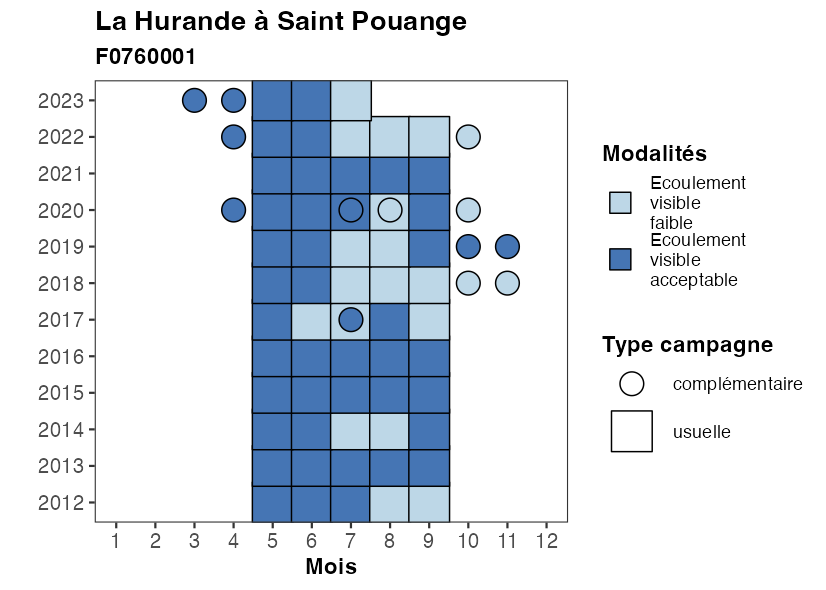 La Hurande à Saint Pouange
F0760001
2023
2022
2021
2020
2019
2018
2017
2016
2015
2014
2013
2012
1 2 3 4 5 6 7 8 9 10 11 12
Mois
Modalités
Ecoulement
visible
faible
Ecoulement
visible
acceptable
Type campagne
complémentaire
usuelle